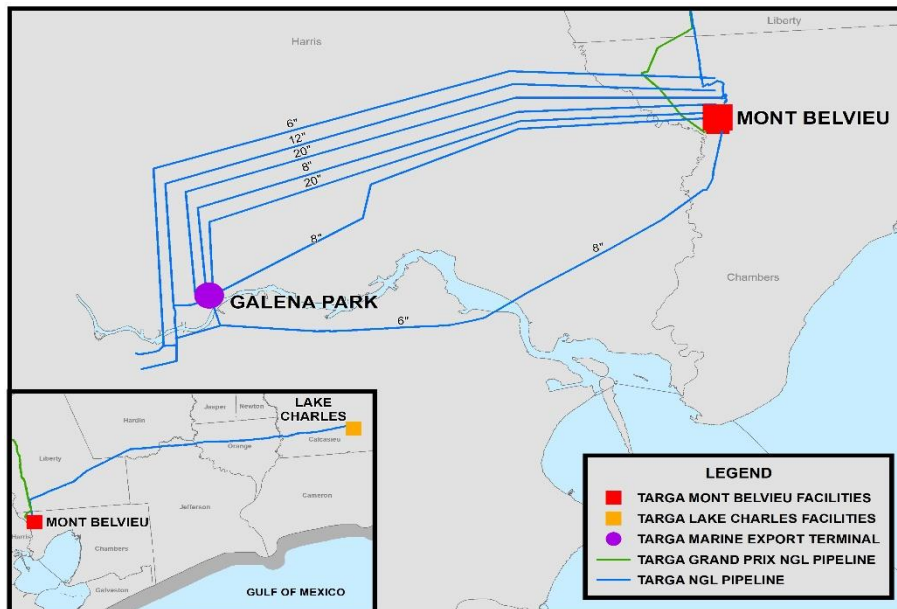 Liberty
Harris
MONT BELVIEU
6"
12"
20"
8"
20"
8"
8"
Chambers
GALENA PARK
6"
LAKE
CHARLES
Jasper
Newton
Hardin
Calcasieu
Orange
Liberty
Jefferson
Cameron
MONT BELVIEU
Harris
Chambers
Galveston
GULF OF MEXICO
LEGEND
TARGA MONT BELVIEU FACILITIES
TARGA LAKE CHARLES FACILITIES
TARGA MARINE EXPORT TERMINAL
TARGA GRAND PRIX NGL PIPELINE
TARGA NGL PIPELINE